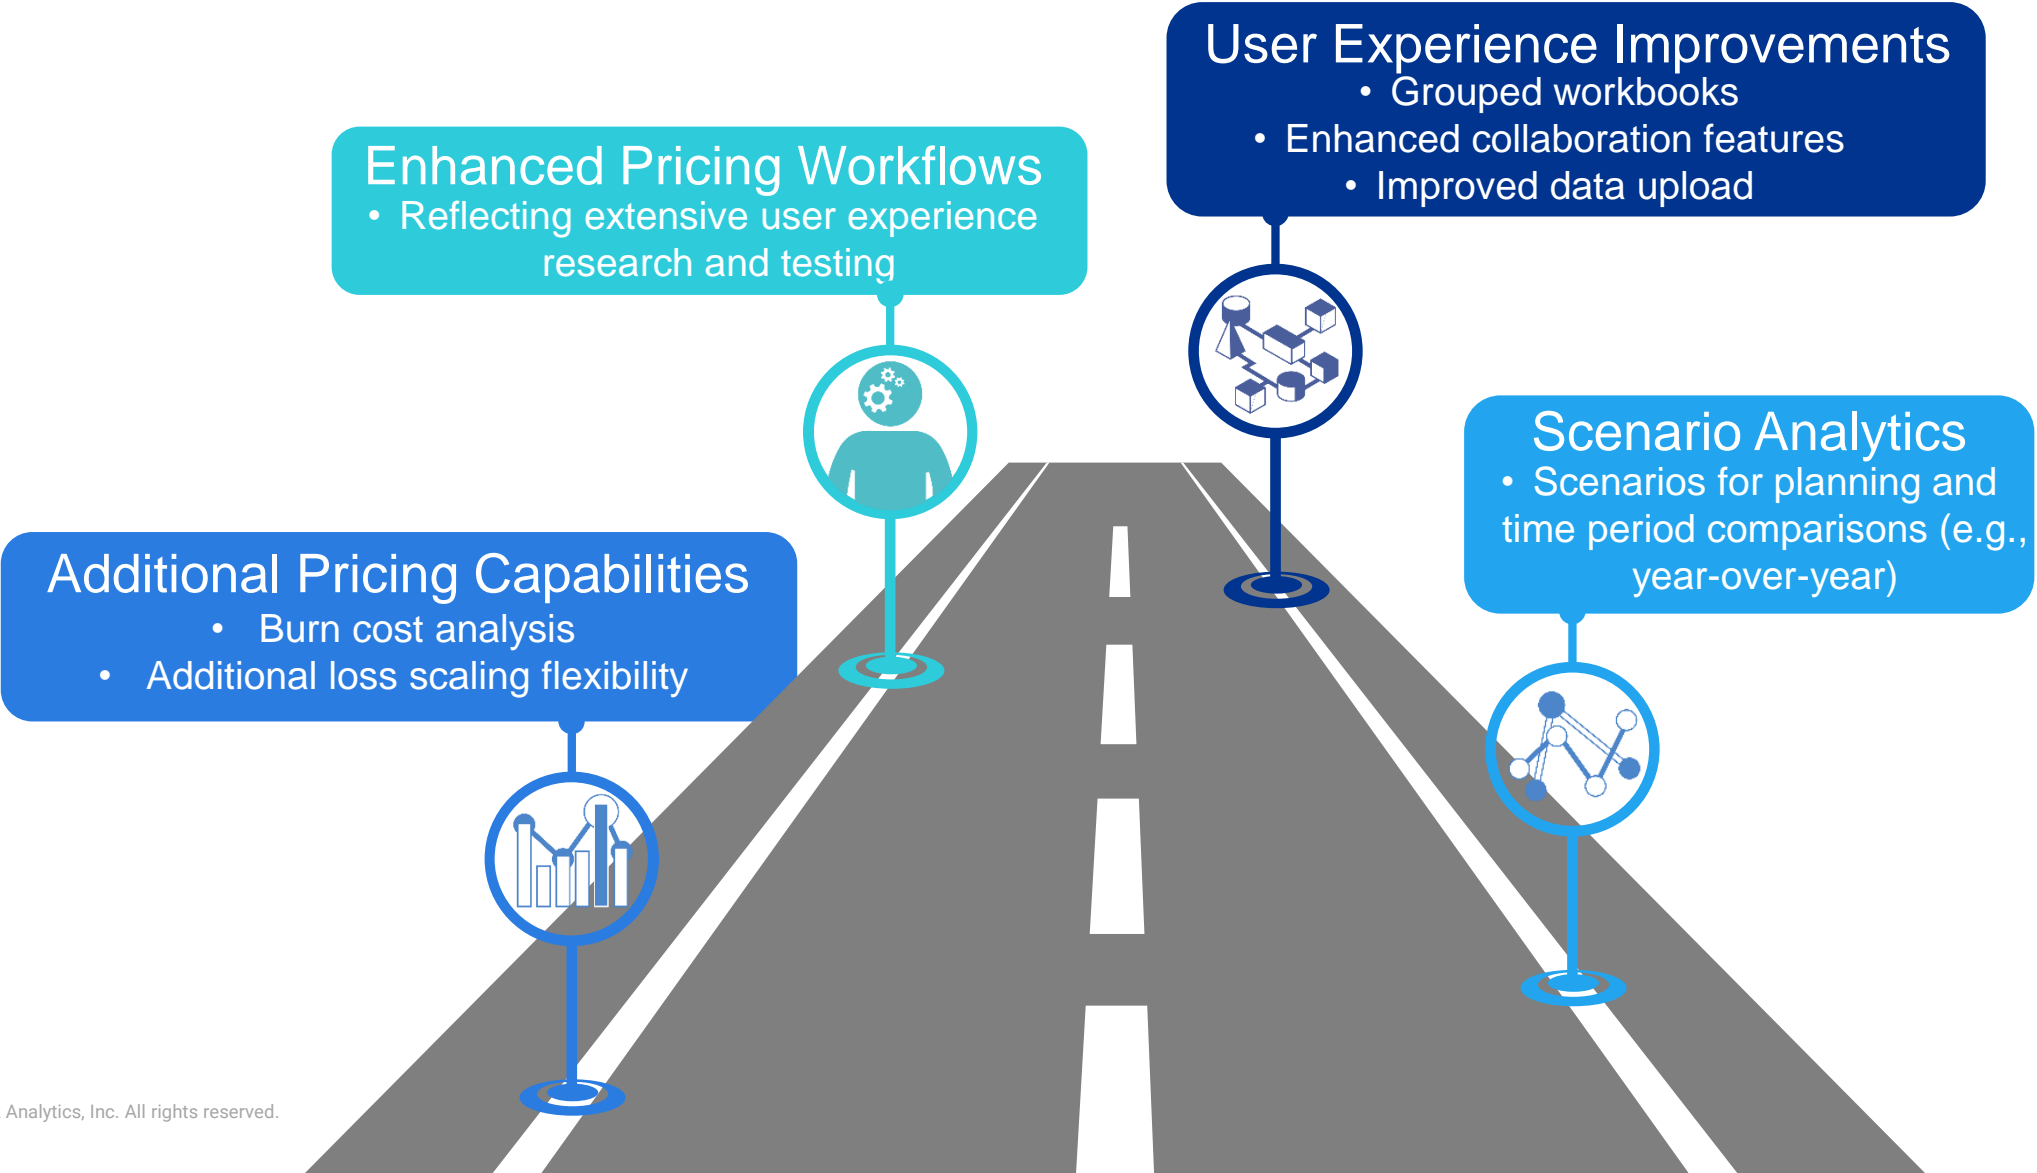 User Experience Improvements
• Grouped workbooks
• Enhanced collaboration features
• Improved data upload
Enhanced Pricing Workflows
• Reflecting extensive user experience
research and testing
Scenario Analytics
• Scenarios for planning and
time period comparisons (e.g.,
year-over-year)
Additional Pricing Capabilities
• Burn cost analysis
• Additional loss scaling flexibility
Analytics, Inc. All rights reserved.